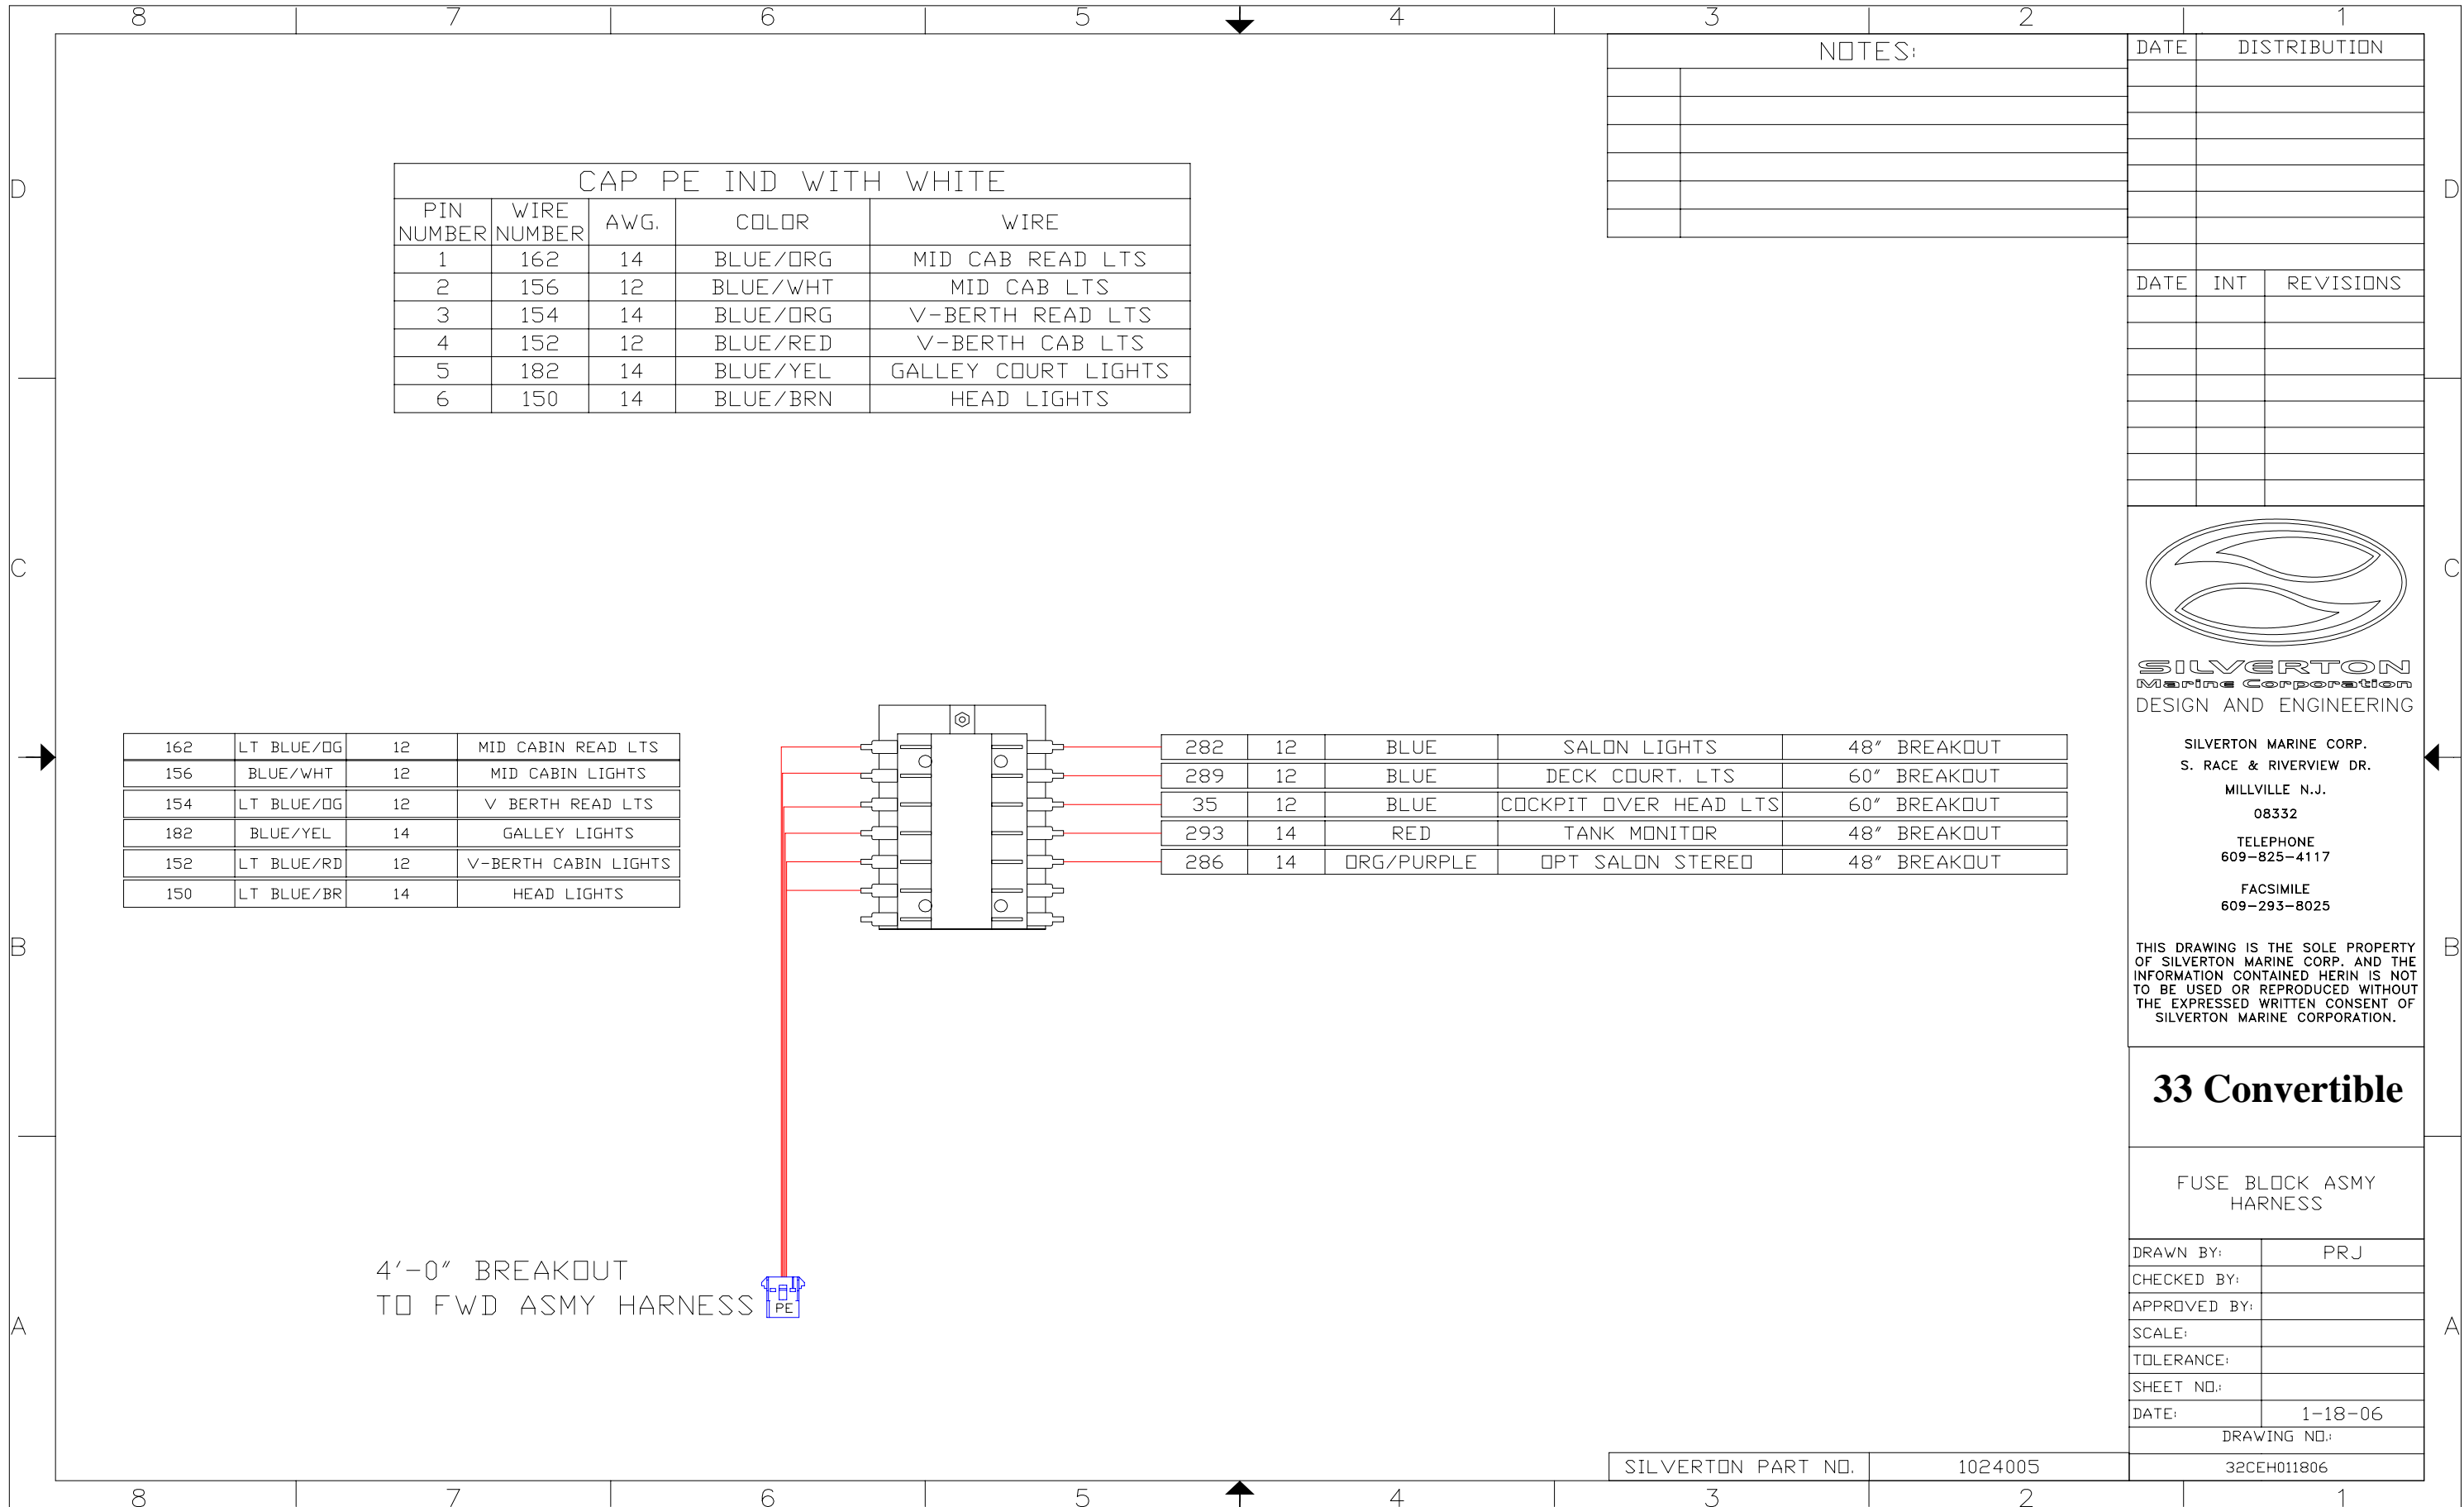 8 7 6 5 4 3 2 1
NOTES:
DATE DISTRIBUTION
D D
CAP PE IND WITH WHITE
PIN NUMBER WIRE NUMBER AWG. COLOR WIRE
1 162 14 BLUE/ORG MID CAB READ LTS
2 156 12 BLUE/WHT MID CAB LTS
3 154 14 BLUE/ORG V-BERTH READ LTS
4 152 12 BLUE/RED V-BERTH CAB LTS
5 182 14 BLUE/YEL GALLEY COURT LIGHTS
6 150 14 BLUE/BRN HEAD LIGHTS
DATE INT REVISIONS
C C
SILVERTON
Marine Corporation
DESIGN AND ENGINEERING
SILVERTON MARINE CORP.
S. RACE & RIVERVIEW DR.
MILLVILLE N.J.
08332
TELEPHONE
609-825-4117
FACSIMILE
609-293-8025
162 LT BLUE/OG 12 MID CABIN READ LTS
156 BLUE/WHT 12 MID CABIN LIGHTS
154 LT BLUE/OG 12 V BERTH READ LTS
182 BLUE/YEL 14 GALLEY LIGHTS
152 LT BLUE/RD 12 V-BERTH CABIN LIGHTS
150 LT BLUE/BR 14 HEAD LIGHTS
282 12 BLUE SALON LIGHTS 48" BREAKOUT
289 12 BLUE DECK COURT. LTS 60" BREAKOUT
35 12 BLUE COCKPIT OVER HEAD LTS 60" BREAKOUT
293 14 RED TANK MONITOR 48" BREAKOUT
286 14 ORG/PURPLE OPT SALON STEREO 48" BREAKOUT
B B
THIS DRAWING IS THE SOLE PROPERTY
OF SILVERTON MARINE CORP. AND THE
INFORMATION CONTAINED HERIN IS NOT
TO BE USED OR REPRODUCED WITHOUT
THE EXPRESSED WRITTEN CONSENT OF
SILVERTON MARINE CORPORATION.
33 Convertible
FUSE BLOCK ASMY
HARNESS
4'-0" BREAKOUT
TO FWD ASMY HARNESS
PE
A A
DRAWN BY: PRJ
CHECKED BY:
APPROVED BY:
SCALE:
TOLERANCE:
SHEET NO.:
DATE: 1-18-06
DRAWING NO.:
32CEH011806
SILVERTON PART NO. 1024005
8 7 6 5 4 3 2 1